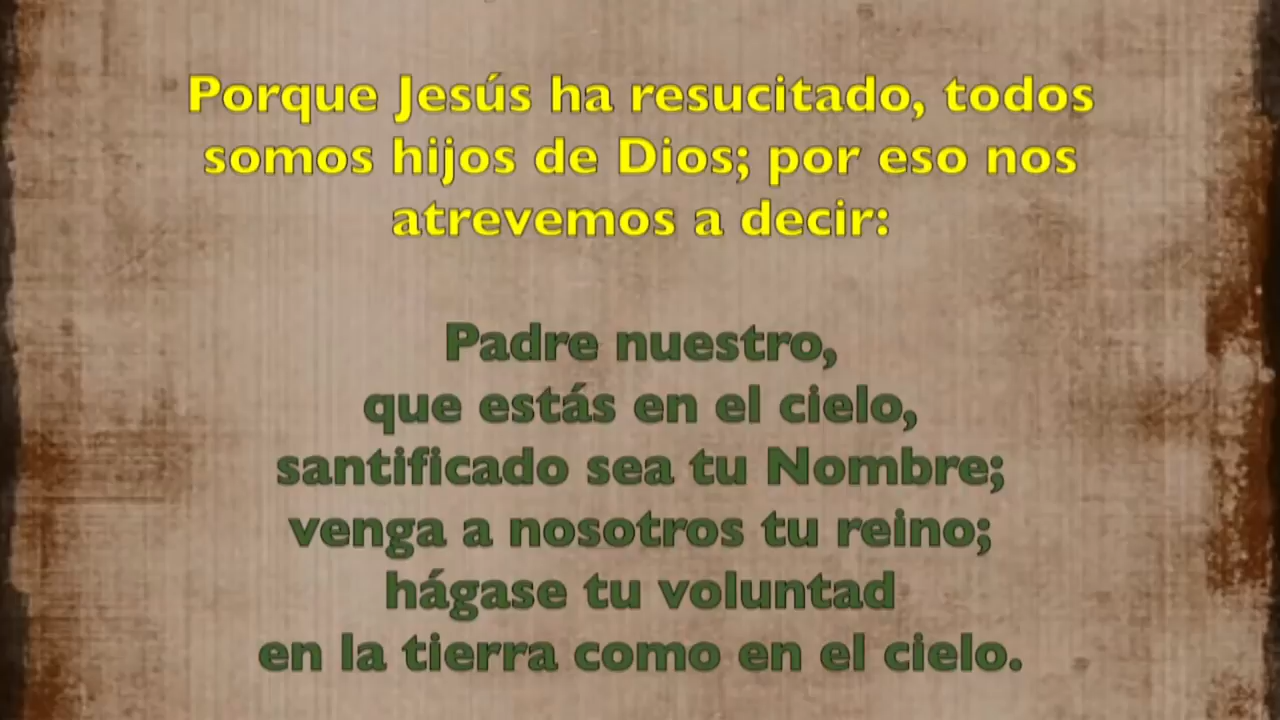 Porque Jesús ha resucitado, todos
somos hijos de Dios; por eso nos
atrevemos a decir:
Padre nuestro,
que estás en el cielo,
santificado sea tu Nombre;
venga a nosotros tu reino;
hágase tu voluntad
en la tierra como en el cielo.